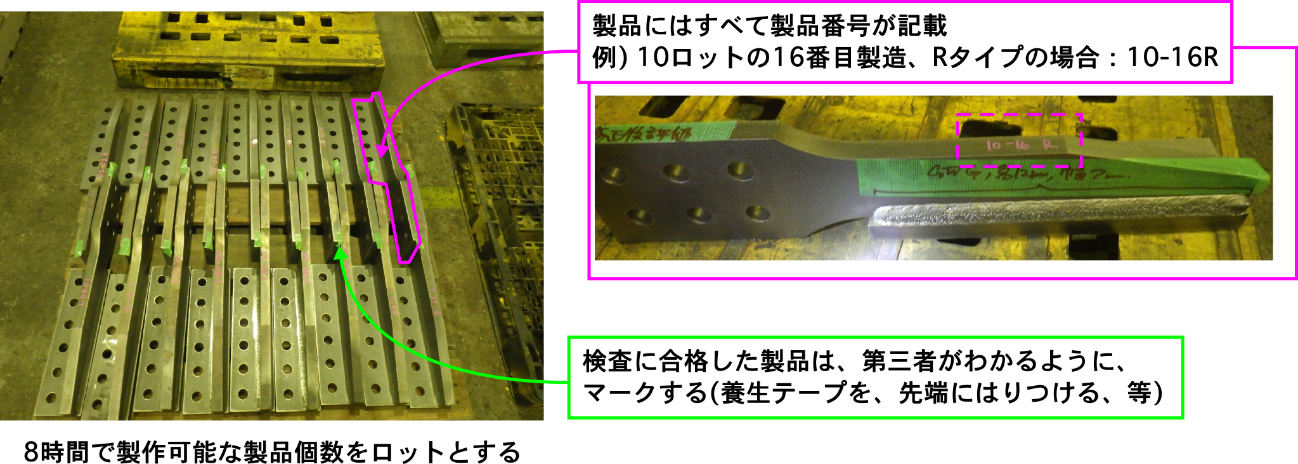 製品にはすべて製品番号が記載
例) 10ロットの16番目製造、Rタイプの場合：10-16R
10-16 R
検査に合格した製品は、第三者がわかるように、
マークする(養生テープを、先端にはりつける、等)
8時間で製作可能な製品個数をロットとする